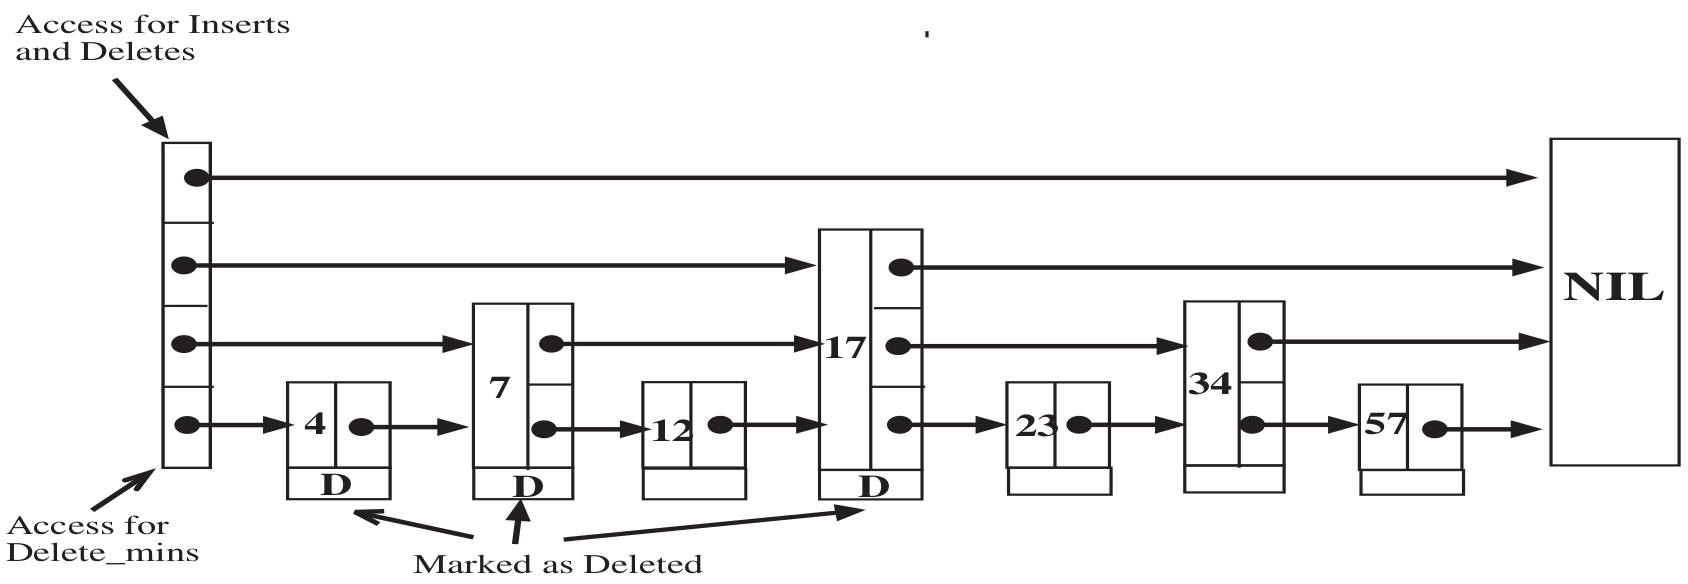 Access for Inserts
and Deletes
NIL
17
7
34
4
12
23
57
D
D
D
Access for
Delete_mins
Marked as Deleted